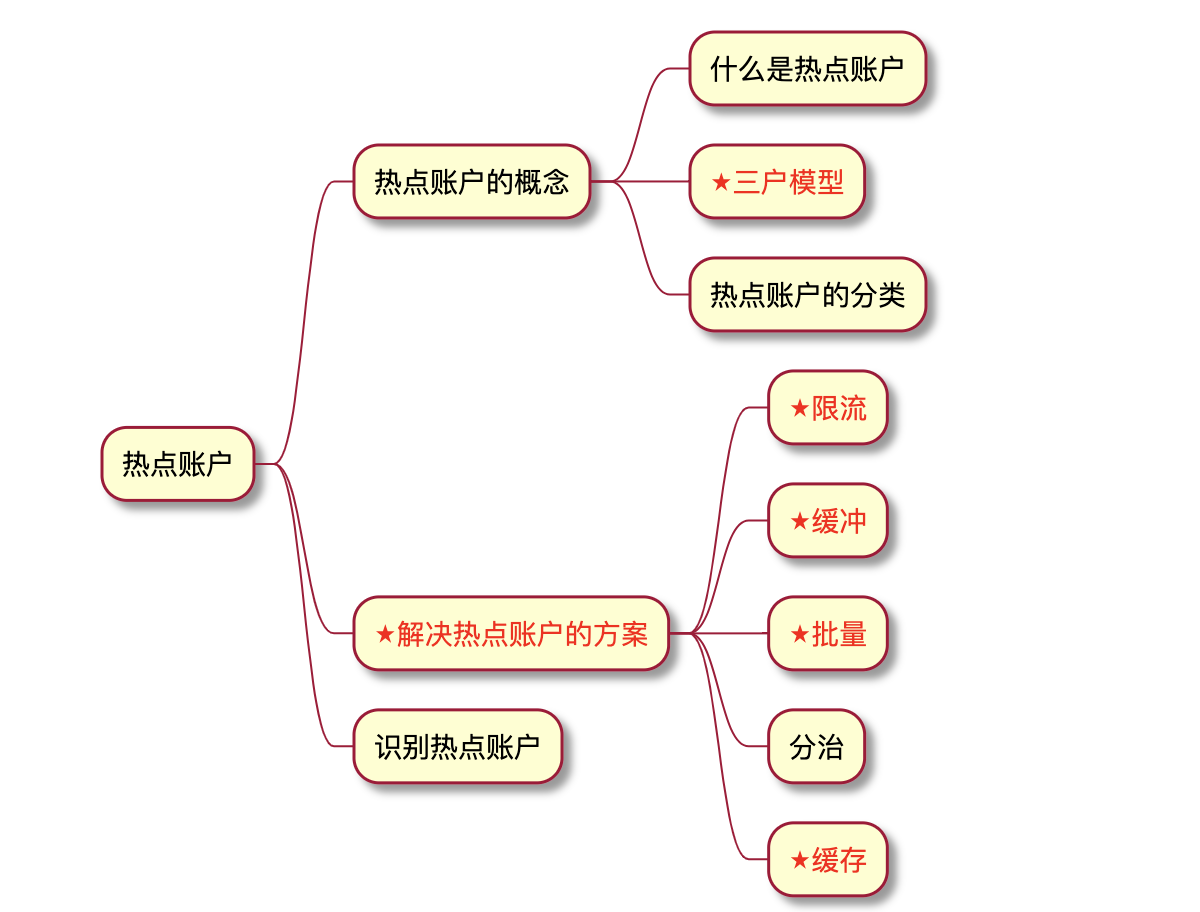 什么是热点账户
热点账户的概念
★三户模型
热点账户的分类
★限流
热点账户
★缓冲
★解决热点账户的方案
★批量
识别热点账户
分治
★缓存